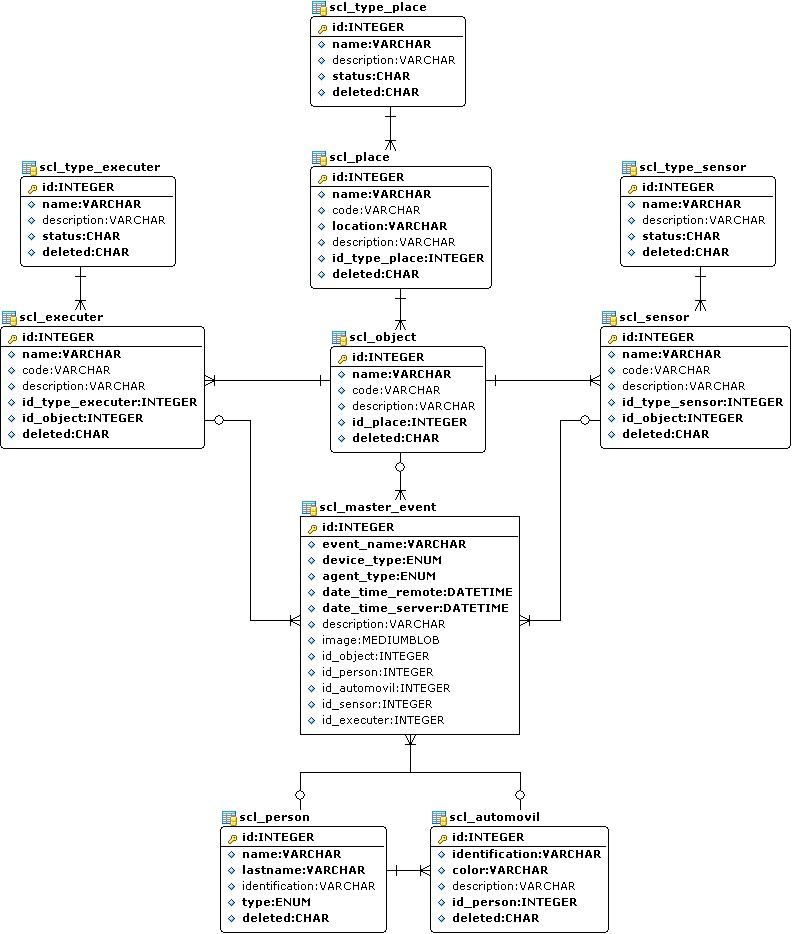 scl_type_place
id:INTEGER
name:VARCHAR
description:VARCHAR
status:CHAR
deleted:CHAR
scl_place
id:INTEGER
name:VARCHAR
code:VARCHAR
location:VARCHAR
description:VARCHAR
id_type_place:INTEGER
deleted:CHAR
scl_type_executer
id:INTEGER
name:VARCHAR
description:VARCHAR
status:CHAR
deleted:CHAR
scl_type_sensor
id:INTEGER
name:VARCHAR
description:VARCHAR
status:CHAR
deleted:CHAR
scl_executer
id:INTEGER
name:VARCHAR
code:VARCHAR
description:VARCHAR
id_type_executer:INTEGER
id_object:INTEGER
deleted:CHAR
scl_object
id:INTEGER
name:VARCHAR
code:VARCHAR
description:VARCHAR
id_place:INTEGER
deleted:CHAR
scl_sensor
id:INTEGER
name:VARCHAR
code:VARCHAR
description:VARCHAR
id_type_sensor:INTEGER
id_object:INTEGER
deleted:CHAR
scl_master_event
id:INTEGER
event_name:VARCHAR
device_type:ENUM
agent_type:ENUM
date_time_remote:DATETIME
date_time_server:DATETIME
description:VARCHAR
image:MEDIUMBLOB
id_object:INTEGER
id_person:INTEGER
id_automovil:INTEGER
id_sensor:INTEGER
id_executer:INTEGER
scl_person
id:INTEGER
name:VARCHAR
lastname:VARCHAR
identification:VARCHAR
type:ENUM
deleted:CHAR
scl_automovil
id:INTEGER
identification:VARCHAR
color:VARCHAR
description:VARCHAR
id_person:INTEGER
deleted:CHAR